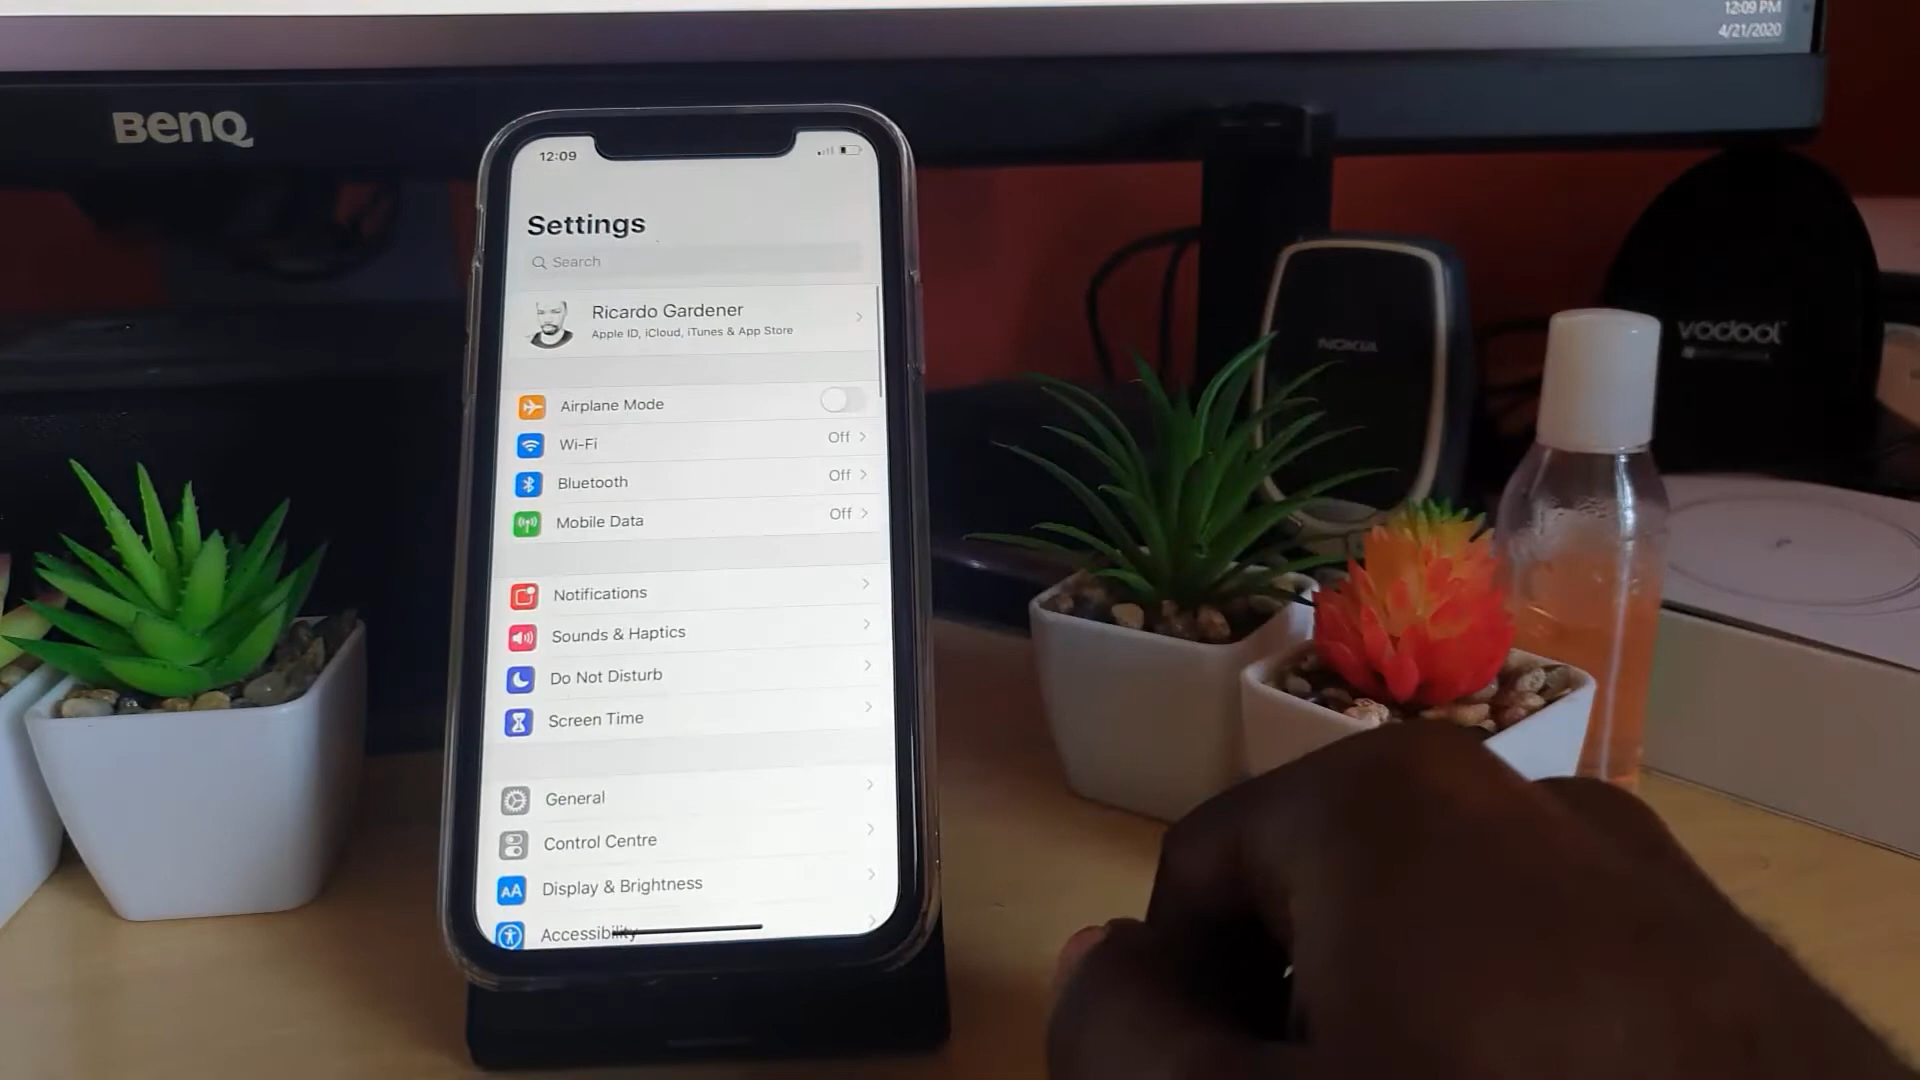 12:09 PM
4/21/2020
BenQ
12:09
Settings
Search
Ricardo Gardener
Apple ID, iCloud, iTunes & App Store
Airplane Mode
Wi-Fi Off
Bluetooth Off
Mobile Data Off
Notifications
Sounds & Haptics
Do Not Disturb
Screen Time
General
Control Centre
AA Display & Brightness
Accessibility
NOKIA
vodool